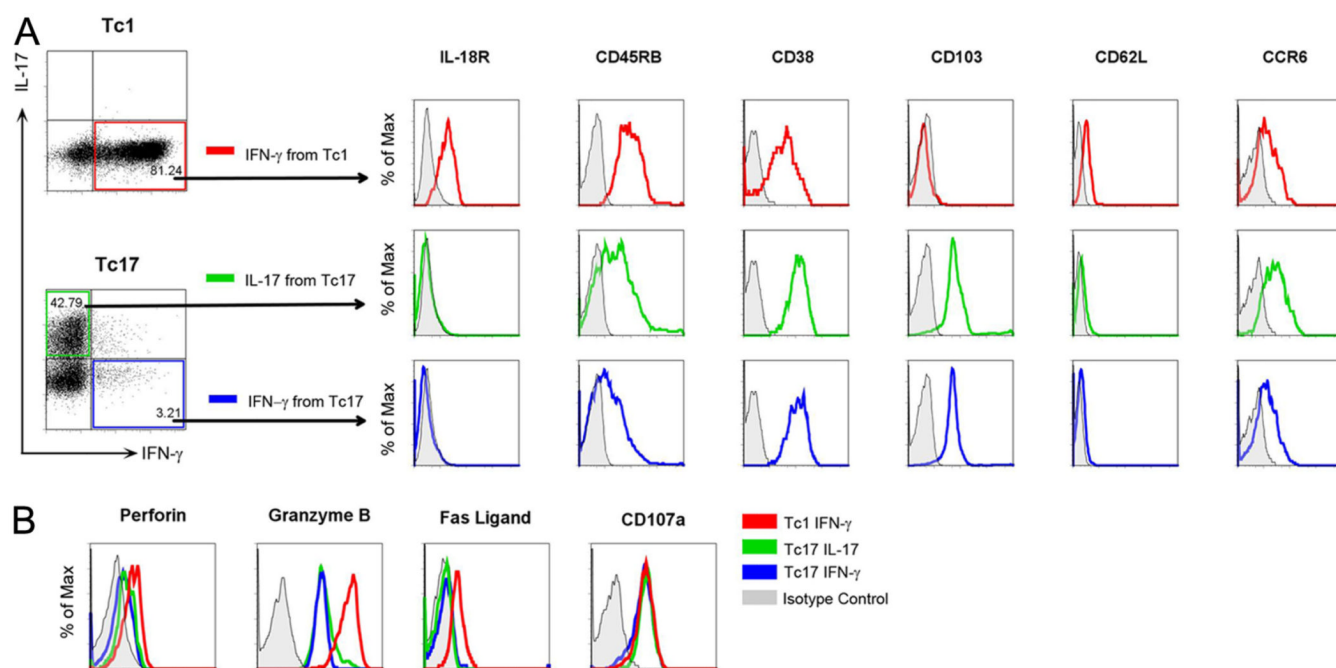 A
Tc1
IL-17
81.24
IFN-γ from Tc1
IL-18R
CD45RB
CD38
CD103
CD62L
CCR6
% of Max
Tc17
42.79
IL-17 from Tc17
% of Max
3.21
IFN–γ from Tc17
% of Max
IFN-γ
B
Perforin
Granzyme B
Fas Ligand
CD107a
% of Max
Tc1 IFN-γ
Tc17 IL-17
Tc17 IFN-γ
Isotype Control